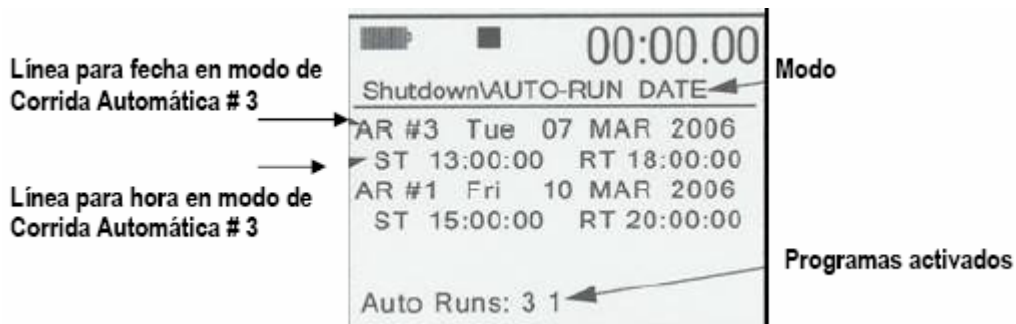 00:00.00
Shutdown\AUTO-RUN DATE
AR #3 Tue 07 MAR 2006
ST 13:00:00 RT 18:00:00
AR #1 Fri 10 MAR 2006
ST 15:00:00 RT 20:00:00
Auto Runs: 3 1
Línea para fecha en modo de
Corrida Automática # 3
Línea para hora en modo de
Corrida Automática # 3
Modo
Programas activados